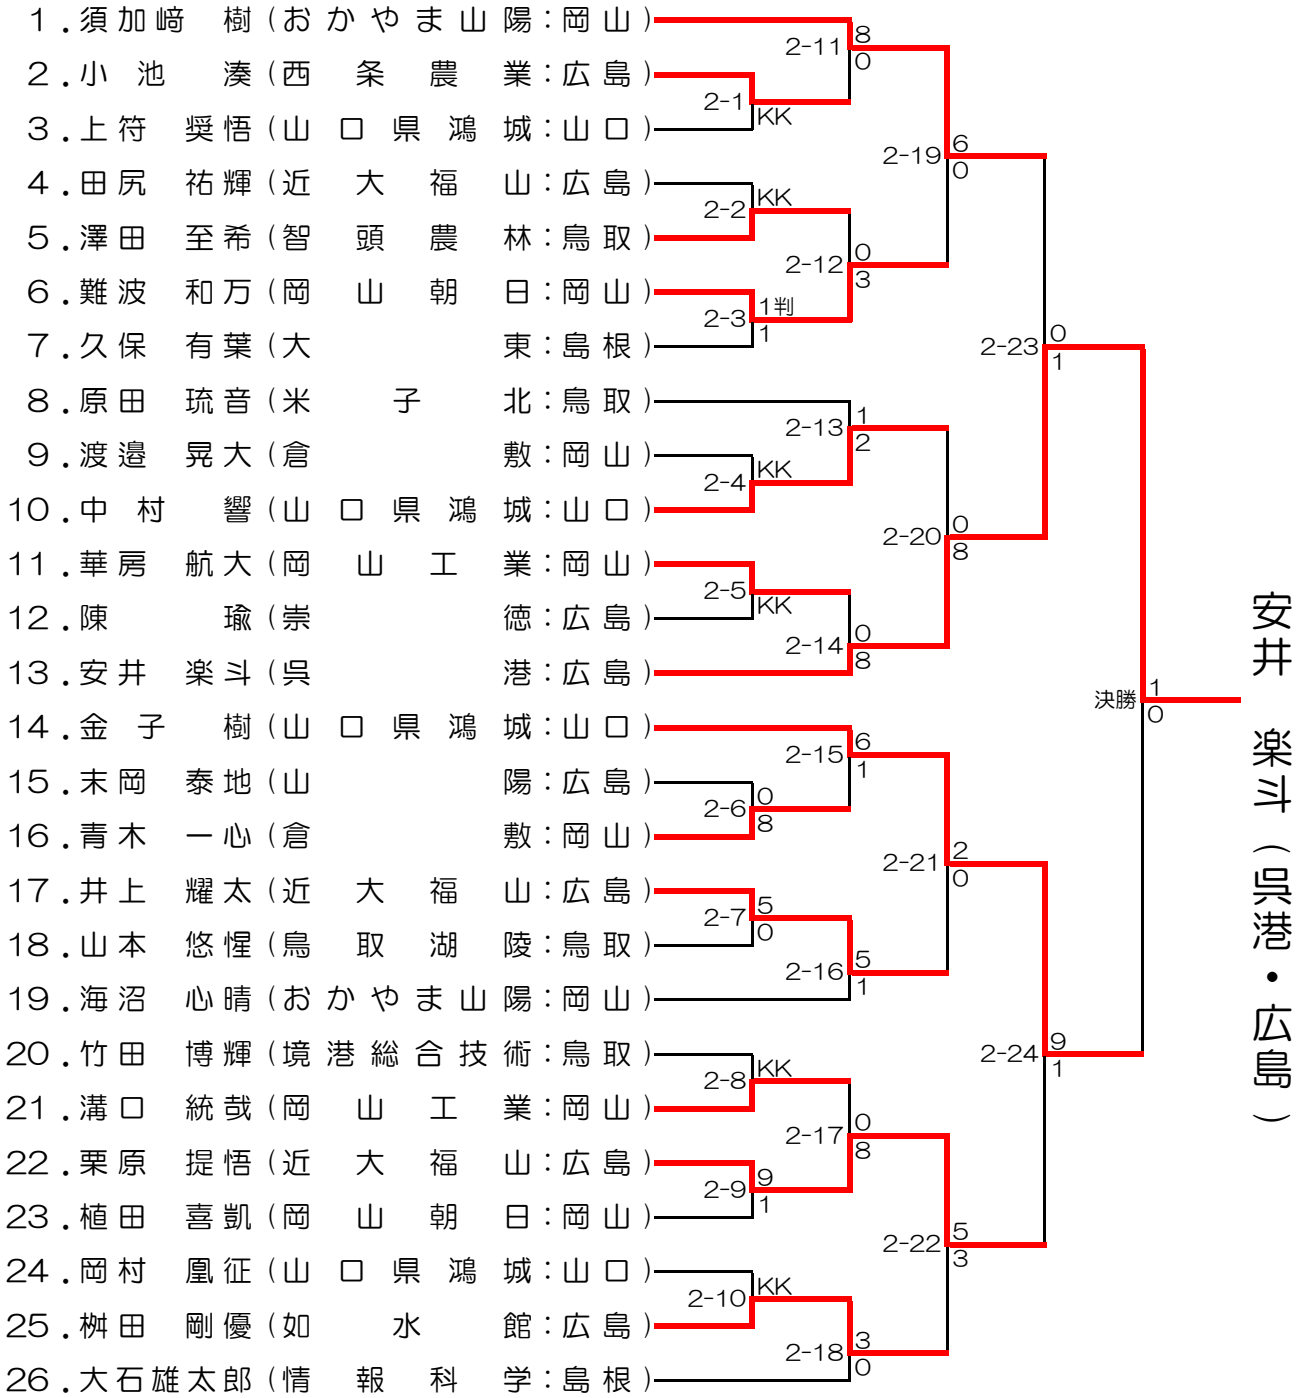 1.須加﨑 樹(おかやま山陽:岡山)
2.小池 湊(西条農業:広島)
3.上符 奨悟(山口県鴻城:山口)
4.田尻 祐輝(近大福山:広島)
5.澤田 至希(智頭農林:鳥取)
6.難波 和万(岡山朝日:岡山)
7.久保 有葉(大東:島根)
8.原田 琉音(米子北:鳥取)
9.渡邉 晃大(倉敷:岡山)
10.中村 響(山口県鴻城:山口)
11.華房 航大(岡山工業:岡山)
12.陳 瑜(崇徳:広島)
13.安井 楽斗(呉港:広島)
14.金子 樹(山口県鴻城:山口)
15.末岡 泰地(山陽:広島)
16.青木 一心(倉敷:岡山)
17.井上 耀太(近大福山:広島)
18.山本 悠惺(鳥取湖陵:鳥取)
19.海沼 心晴(おかやま山陽:岡山)
20.竹田 博輝(境港総合技術:鳥取)
21.溝口 統哉(岡山工業:岡山)
22.栗原 提悟(近大福山:広島)
23.植田 喜凱(岡山朝日:岡山)
24.岡村 凰征(山口県鴻城:山口)
25.桝田 剛優(如水館:広島)
26.大石雄太郎(情報科学:島根)
2-1 KK
2-2 KK
2-3 1判 1
2-4 KK
2-5 KK
2-6 0 8
2-7 5 0
2-8 KK
2-9 9 1
2-10 KK
2-11 8 0
2-12 0 3
2-13 1 2
2-14 0 8
2-15 6 1
2-16 5 1
2-17 0 8
2-18 3 0
2-19 6 0
2-20 0 8
2-21 2 0
2-22 5 3
2-23 0 1
2-24 9 1
決勝 1 0
安井 楽斗(呉港・広島)